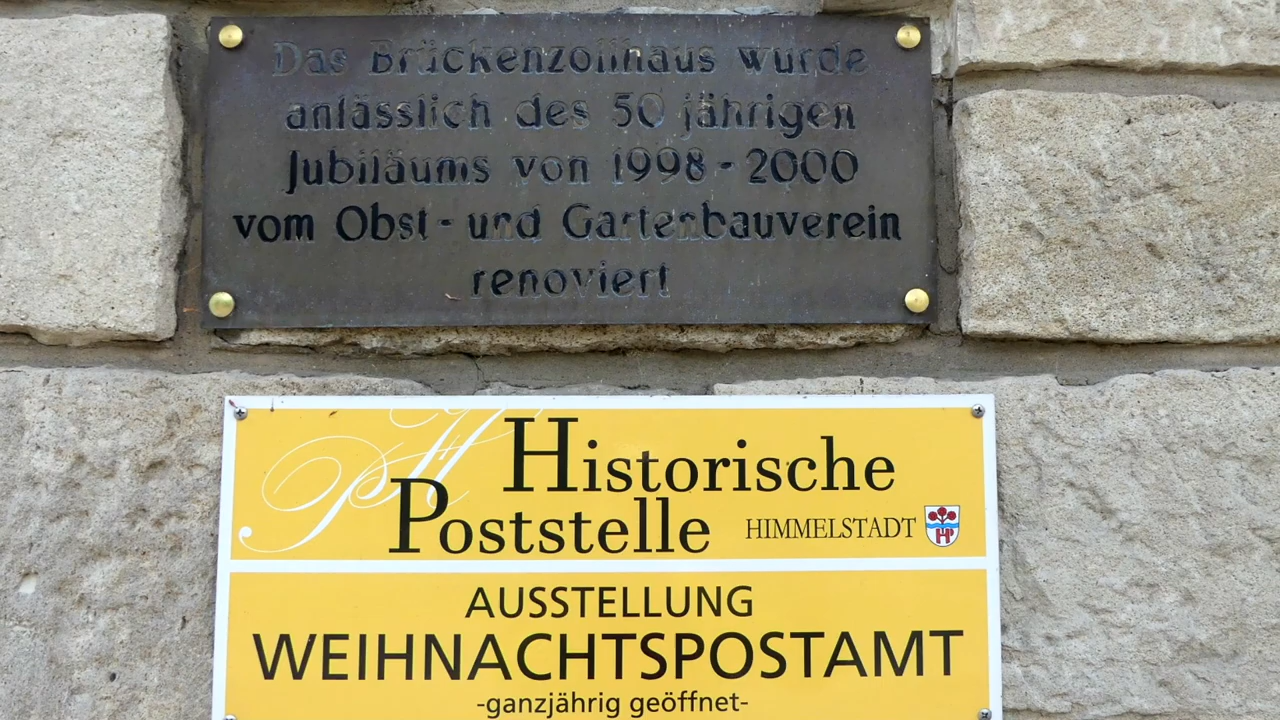 Das Brückenzollhaus wurde
anlässlich des 50 jährigen
Jubiläums von 1998 - 2000
vom Obst - und Gartenbauverein
renoviert
Historische
Poststelle HIMMELSTADT
AUSSTELLUNG
WEIHNACHTSPOSTAMT
-ganzjährig geöffnet-